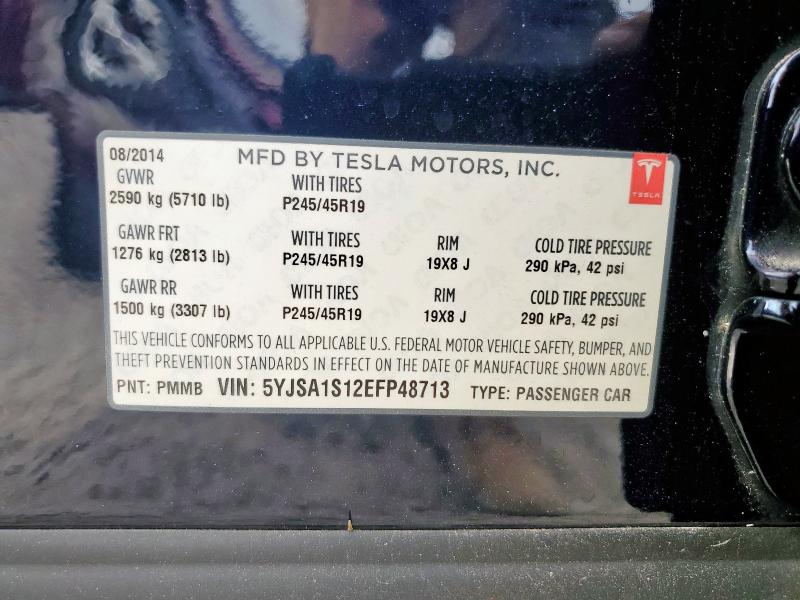 08/2014 MFD BY TESLA MOTORS, INC.
GVWR WITH TIRES
2590 kg (5710 lb) P245/45R19
TESLA
GAWR FRT WITH TIRES RIM COLD TIRE PRESSURE
1276 kg (2813 lb) P245/45R19 19X8 J 290 kPa, 42 psi
GAWR RR WITH TIRES RIM COLD TIRE PRESSURE
1500 kg (3307 lb) P245/45R19 19X8 J 290 kPa, 42 psi
THIS VEHICLE CONFORMS TO ALL APPLICABLE U.S. FEDERAL MOTOR VEHICLE SAFETY, BUMPER, AND
THEFT PREVENTION STANDARDS IN EFFECT ON THE DATE OF MANUFACTURE SHOWN ABOVE.
PNT: PMMB VIN: 5YJSA1S12EFP48713 TYPE: PASSENGER CAR